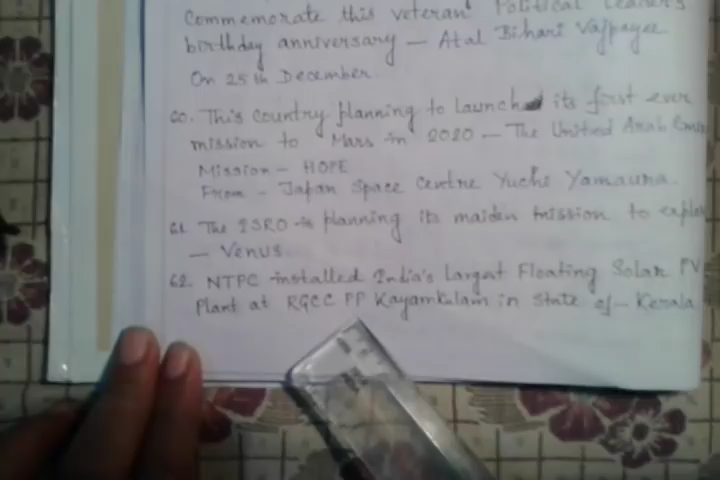 Commemorate this veteran Political Leader's
birthday anniversary — Atal Bihari Vajpayee
On 25th December.
60. This Country planning to launch its first ever
mission to Mars in 2020 — The United Arab
Mission — HOPE
From - Japan Space Centre Yuchi Yamaura.
61. The ISRO is planning its maiden mission to
— Venus.
62. NTPC installed India's largest Floating Solar PV
Plant at RGCC PP Kayamkulam in State of — Kerala